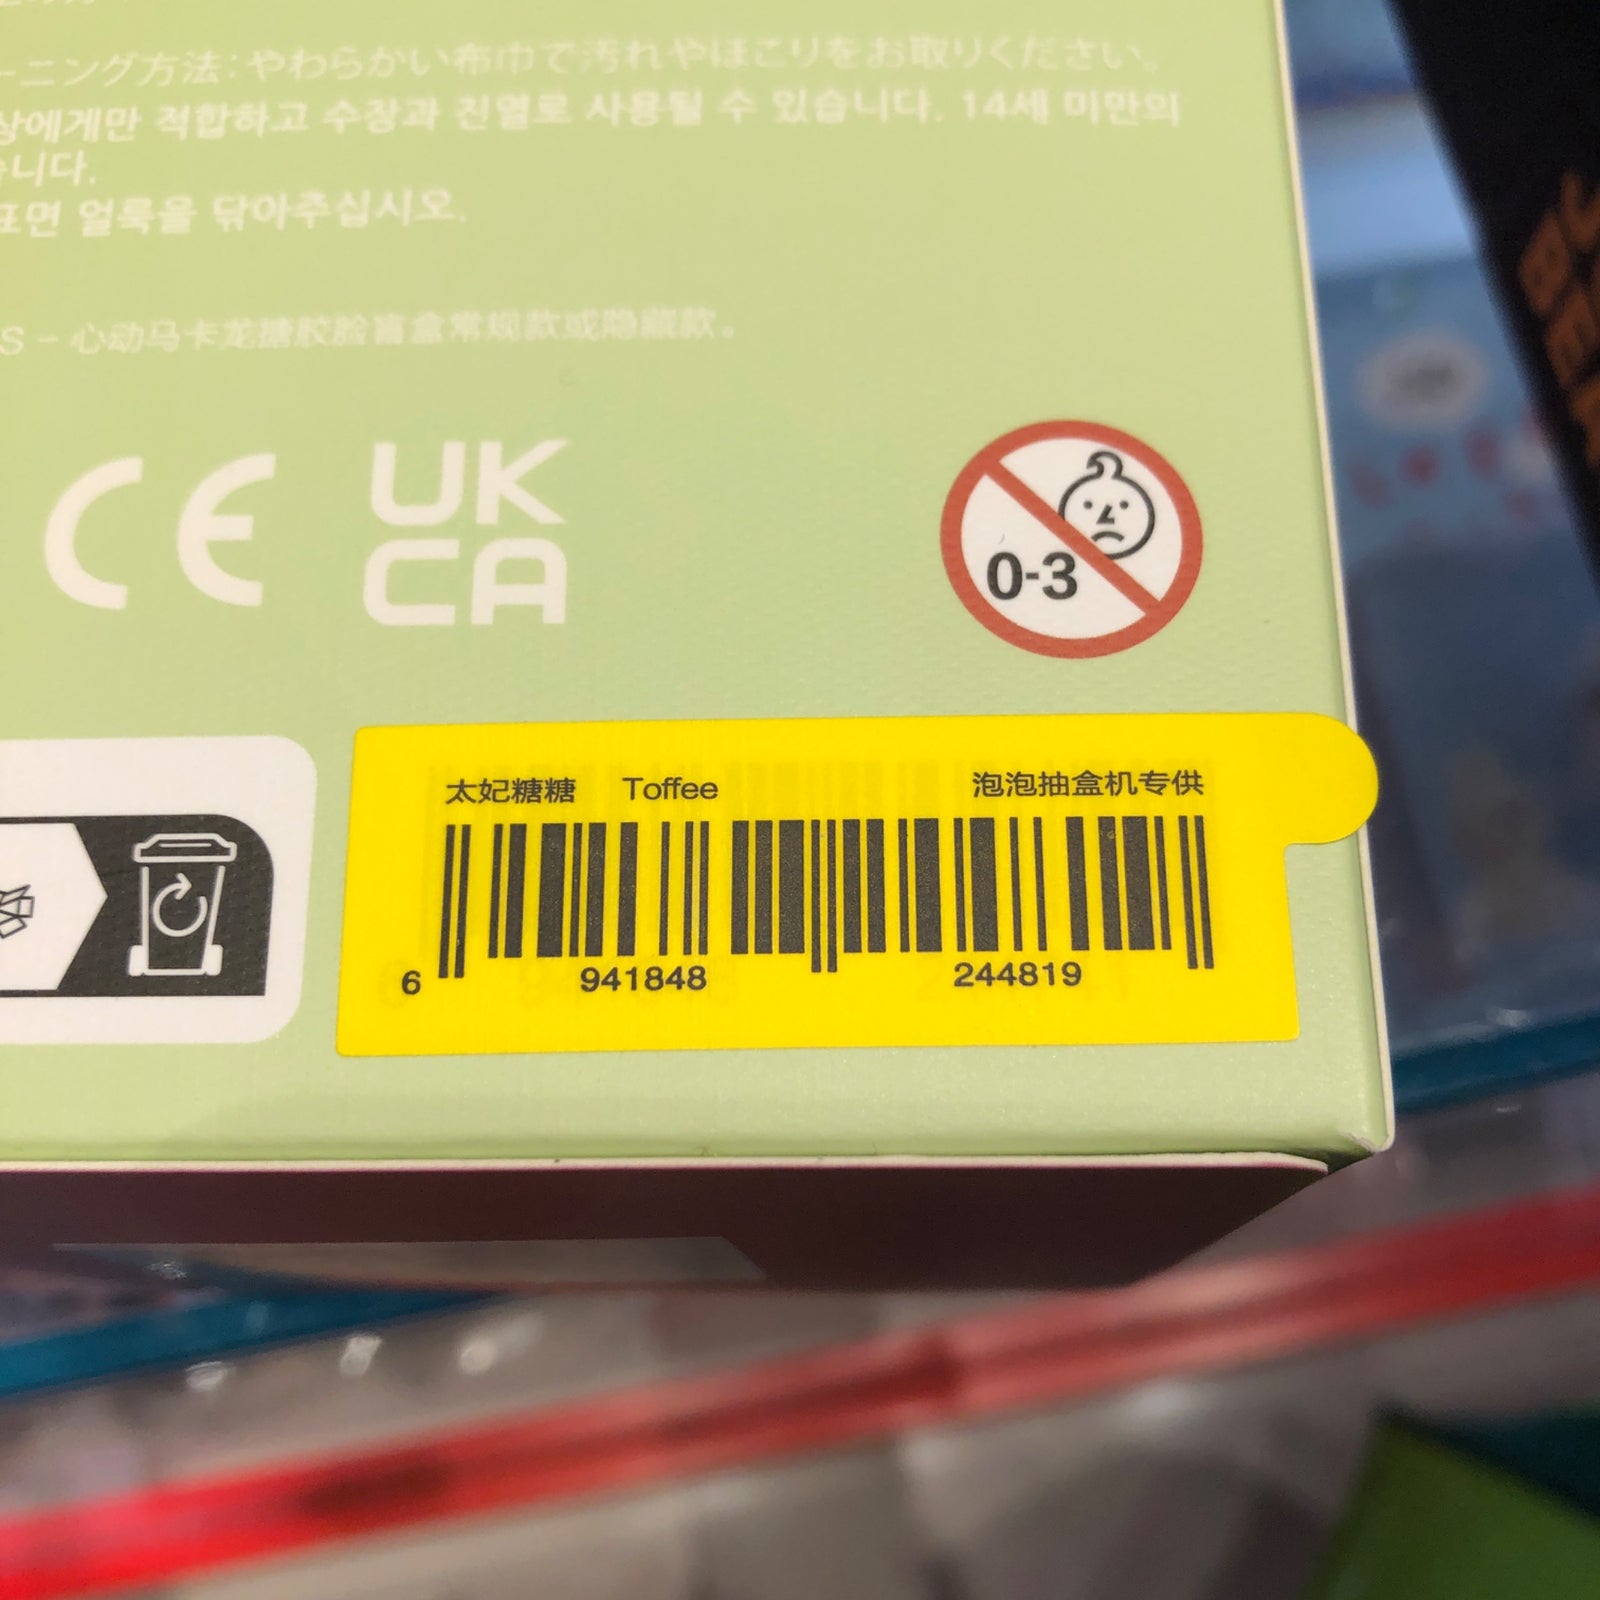 ーニング方法：やわらかい布巾で汚れやほこりをお取りください。
상에게만 적합하고 수장과 진열로 사용될 수 있습니다. 14세 미만의
습니다.
표면 얼룩을 닦아주십시오.
S - 心动马卡龙搪胶脸盲盒常规款或隐藏款。
CE
UK
CA
0-3
太妃糖糖 Toffee 泡泡抽盒机专供
6 941848 244819